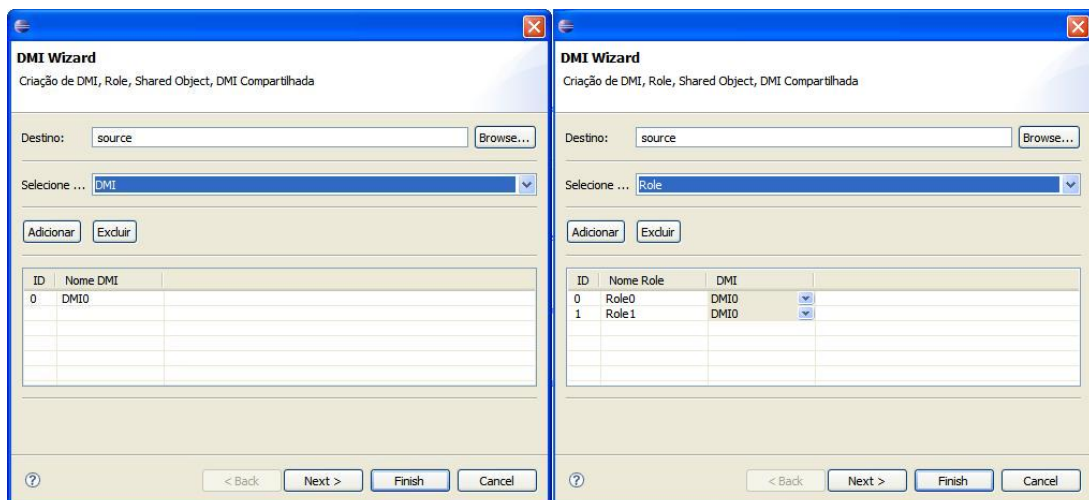 DMI Wizard
Criação de DMI, Role, Shared Object, DMI Compartilhada
Destino: source Browse...
Selecione ... DMI
Adicionar Excluir
ID Nome DMI
0 DMI0
< Back Next > Finish Cancel
DMI Wizard
Criação de DMI, Role, Shared Object, DMI Compartilhada
Destino: source Browse...
Selecione ... Role
Adicionar Excluir
ID Nome Role DMI
0 Role0 DMI0
1 Role1 DMI0
< Back Next > Finish Cancel